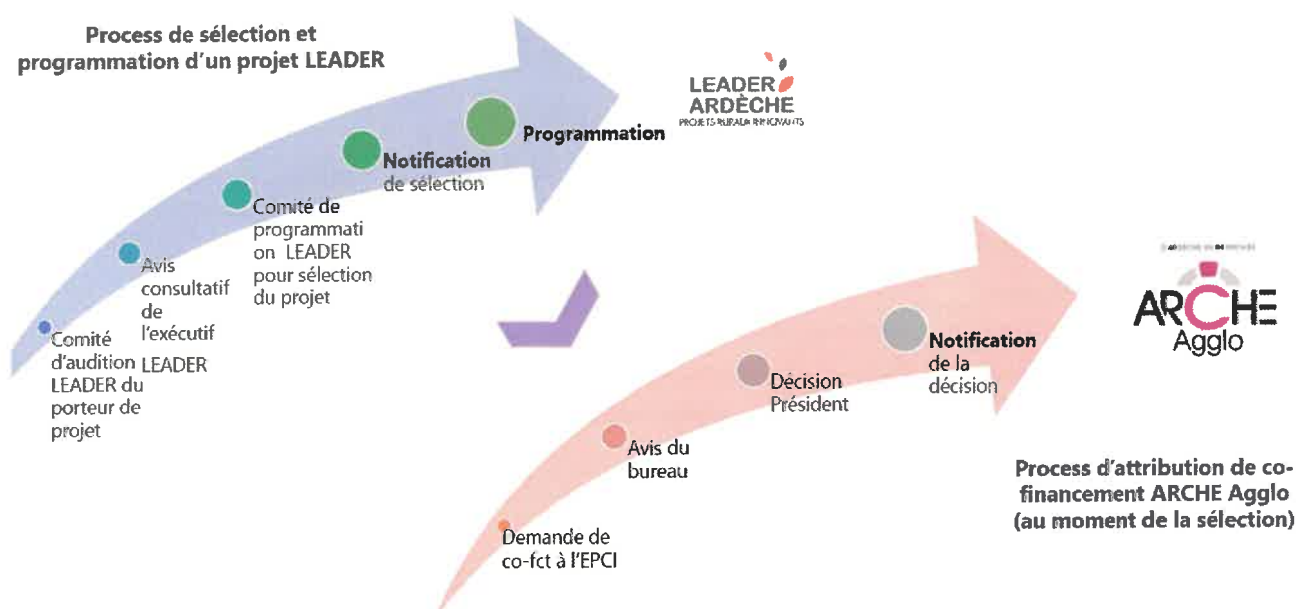 Process de sélection et
programmation d'un projet LEADER
LEADER
ARDÈCHE
PROJETS RURAUX INNOVANTS
Programmation
Notification
de sélection
Comité de
programmati
on LEADER
pour sélection
du projet
Avis
consultatif
de
l'exécutif
LEADER
Comité
d'audition
LEADER du
porteur de
projet
ARCHE
Agglo
Notification
de la
décision
Décision
Président
Avis du
bureau
Demande de
co-fct à l'EPCI
Process d'attribution de co-
financement ARCHE Agglo
(au moment de la sélection)